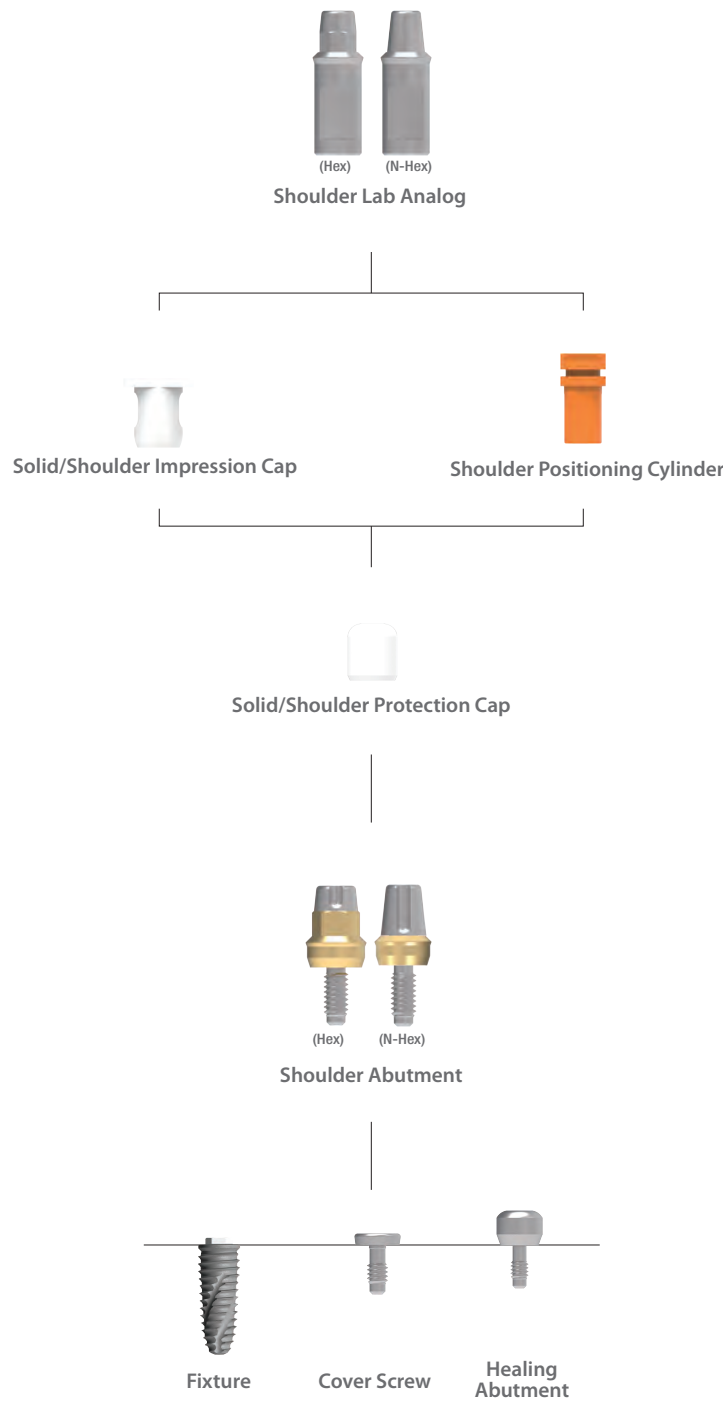 (Hex) (N-Hex)
Shoulder Lab Analog
Solid/Shoulder Impression Cap
Shoulder Positioning Cylinder
Solid/Shoulder Protection Cap
(Hex) (N-Hex)
Shoulder Abutment
Fixture
Cover Screw
Healing
Abutment